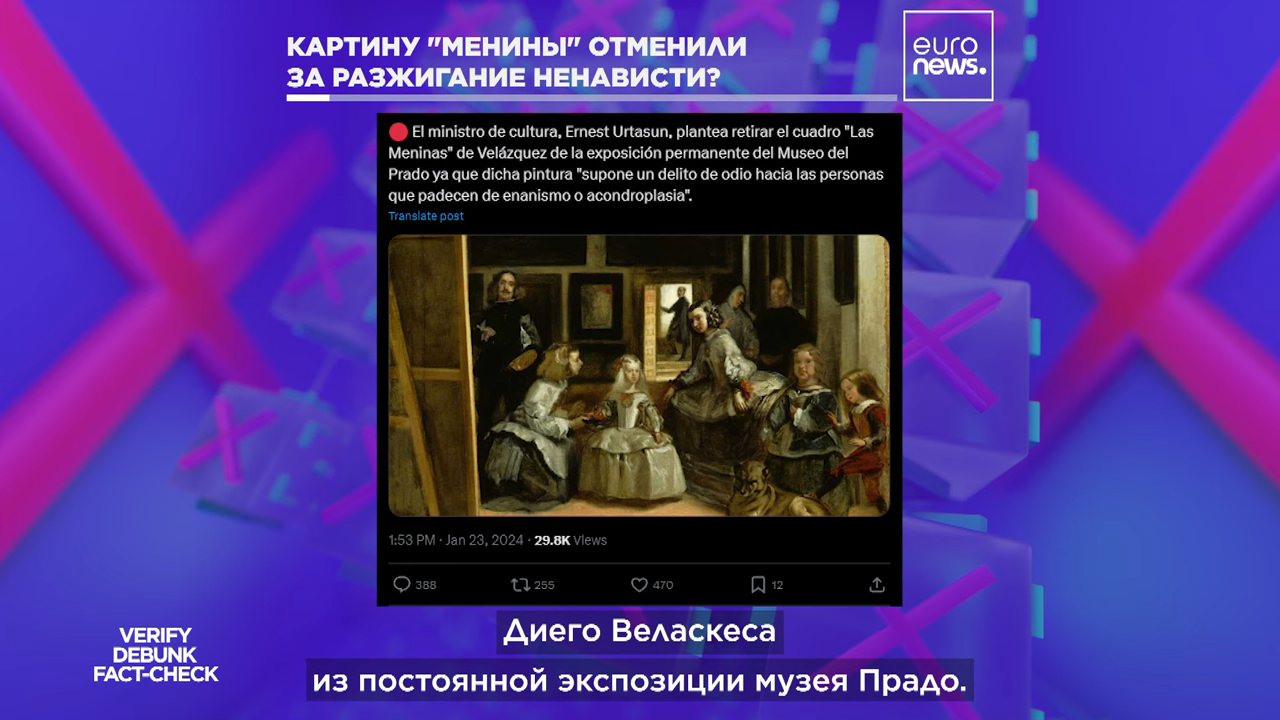 КАРТИНУ "МЕНИНЫ" ОТМЕНИЛИ
ЗА РАЗЖИГАНИЕ НЕНАВИСТИ?
euro
news.
El ministro de cultura, Ernest Urtasun, plantea retirar el cuadro "Las
Meninas" de Velázquez de la exposición permanente del Museo del
Prado ya que dicha pintura "supone un delito de odio hacia las personas
que padecen de enanismo o acondroplasia".
Translate post
1:53 PM · Jan 23, 2024 · 29.8K Views
388 255 470 12
Диего Веласкеса
из постоянной экспозиции музея Прадо.
VERIFY
DEBUNK
FACT-CHECK